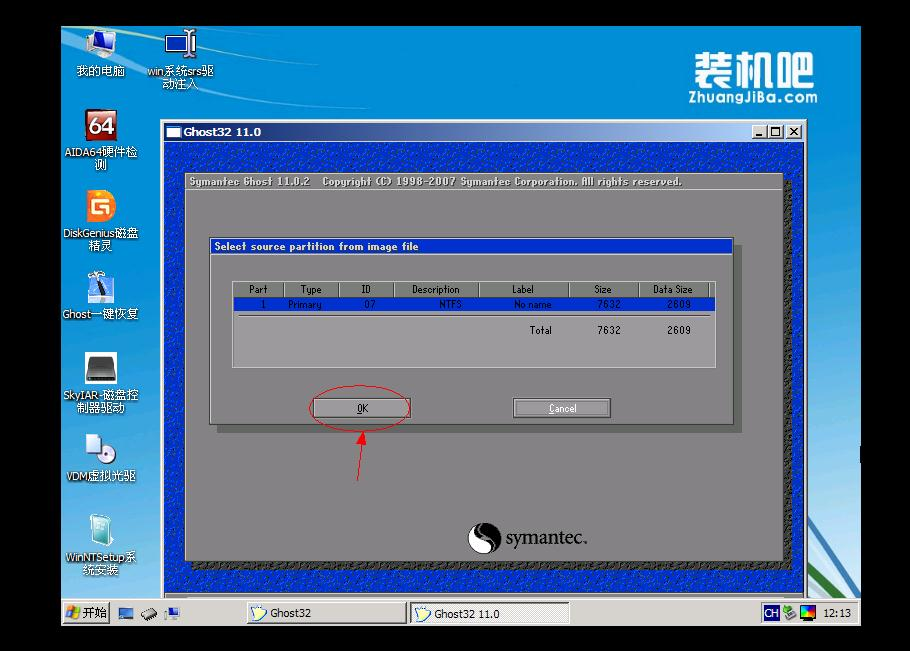 装机吧
ZhuangJiBa.com
我的电脑
win系统srs驱
动注入
AIDA64硬件检
测
64
DiskGenius磁盘
精灵
Ghost一键恢复
SkyIAR-磁盘控
制器驱动
VDM虚拟光驱
WinNTSetup系
统安装
Ghost32 11.0
Symantec Ghost 11.0.2 Copyright (C) 1998-2007 Symantec Corporation. All rights reserved.
Select source partition from image file
Part Type ID Description Label Size Data Size
1 Primary 07 NTFS No name 7632 2609
Total 7632 2609
OK Cancel
symantec.
开始 Ghost32 Ghost32 11.0 CH 12:13